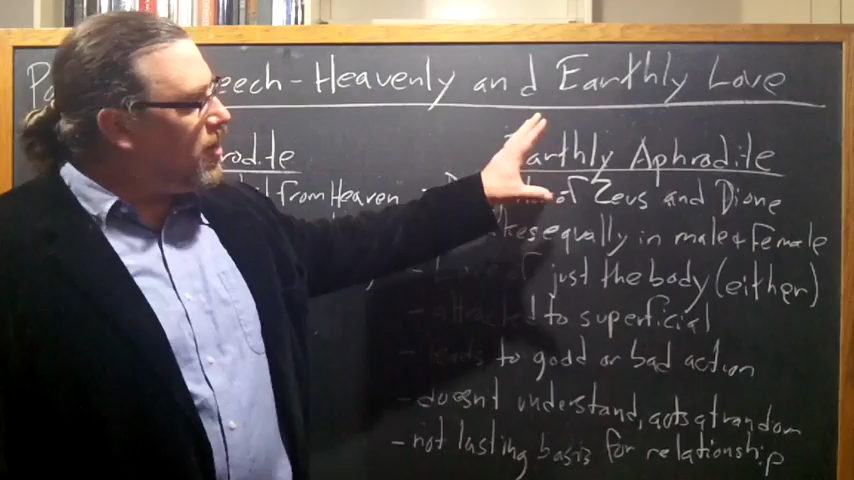 eech - Heavenly and Earthly Love
Earthly Aphrodite
from Heaven
of Zeus and Dione
equally in male & female
just the body (either)
- attracted to superficial
- leads to good or bad action
- doesn't understand, acts at random
- not lasting basis for relationship